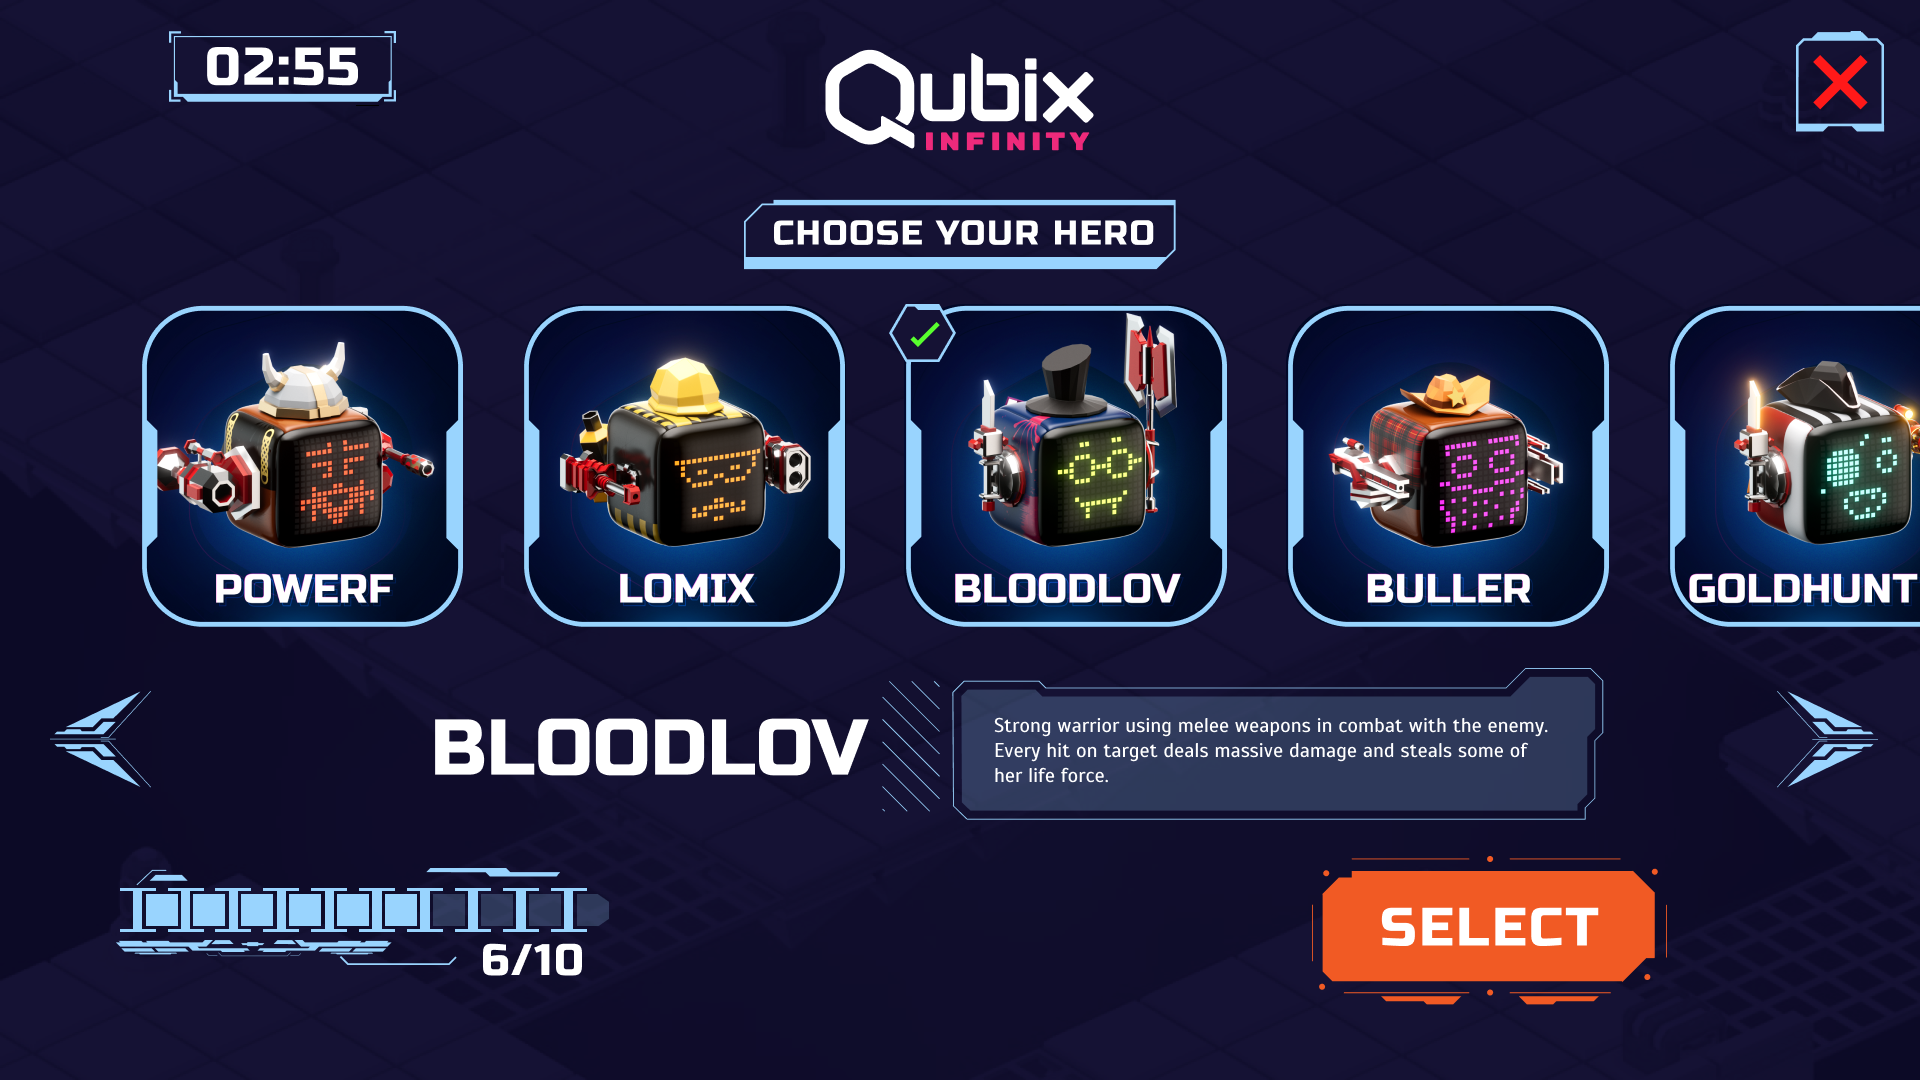 02:55
Qubix
INFINITY
CHOOSE YOUR HERO
POWERF
LOMIX
BLOODLOV
BULLER
GOLDHUNT
BLOODLOV
Strong warrior using melee weapons in combat with the enemy.
Every hit on target deals massive damage and steals some of
her life force.
6/10
SELECT